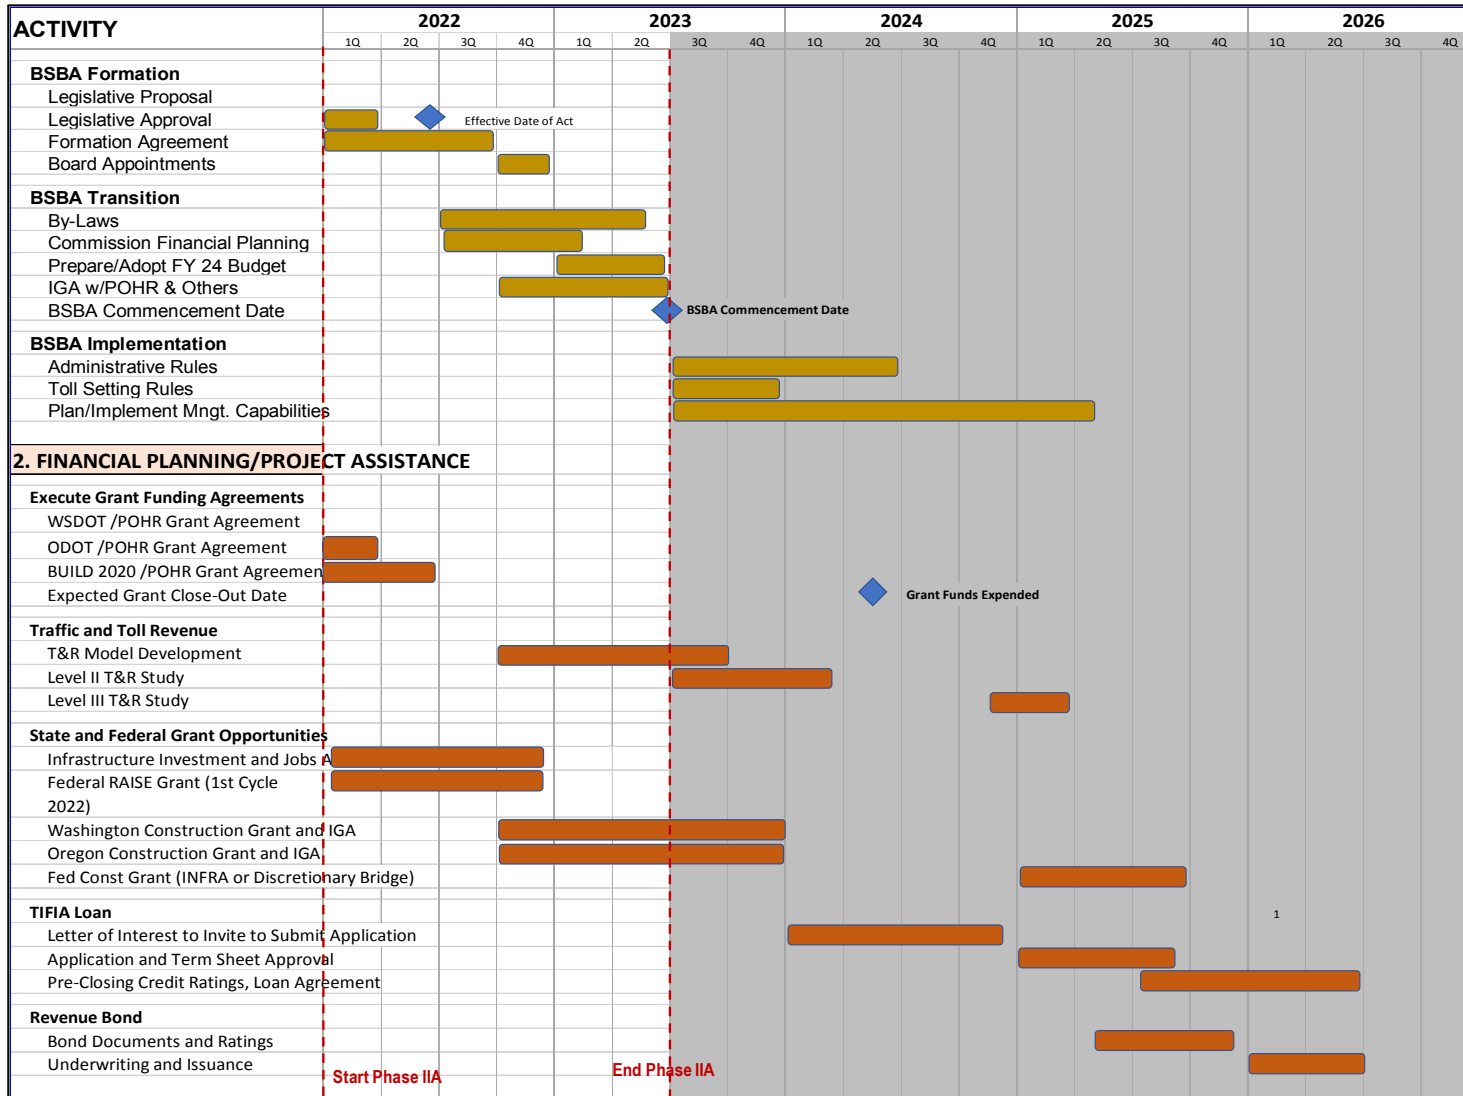 ACTIVITY
2022 2023 2024 2025 2026
1Q 2Q 3Q 4Q 1Q 2Q 3Q 4Q 1Q 2Q 4Q 1Q 2Q 3Q 4Q 1Q 2Q 3Q 4Q
BSBA Formation
Legislative Proposal
Legislative Approval
Effective Date of Act
Formation Agreement
Board Appointments
BSBA Transition
By-Laws
Commission Financial Planning
Prepare/Adopt FY 24 Budget
IGA w/POHR & Others
BSBA Commencement Date
BSBA Commencement Date
BSBA Implementation
Administrative Rules
Toll Setting Rules
Plan/Implement Mngt. Capabilities
2. FINANCIAL PLANNING/PROJECT ASSISTANCE
Execute Grant Funding Agreements
WSDOT /POHR Grant Agreement
ODOT /POHR Grant Agreement
BUILD 2020 /POHR Grant Agreemen
Expected Grant Close-Out Date
Grant Funds Expended
Traffic and Toll Revenue
T&R Model Development
Level II T&R Study
Level III T&R Study
State and Federal Grant Opportunities
Infrastructure Investment and Jobs A
Federal RAISE Grant (1st Cycle
2022)
Washington Construction Grant and IGA
Oregon Construction Grant and IGA
Fed Const Grant (INFRA or Discretionary Bridge)
TIFIA Loan
1
Letter of Interest to Invite to Submit Application
Application and Term Sheet Approval
Pre-Closing Credit Ratings, Loan Agreement
Revenue Bond
Bond Documents and Ratings
Underwriting and Issuance
Start Phase IIA
End Phase IIA